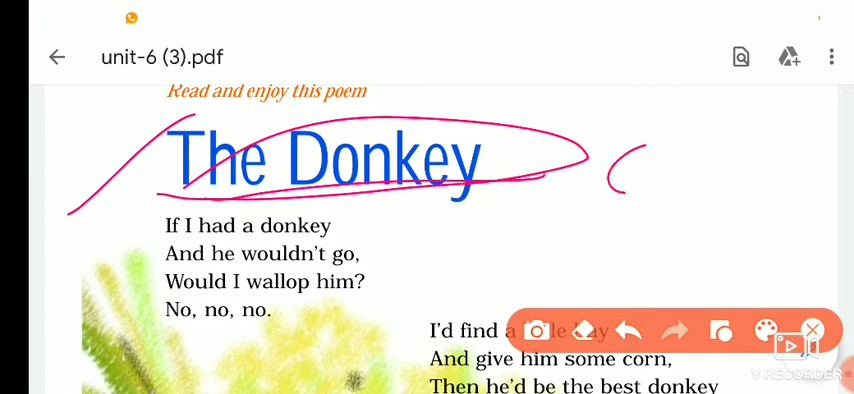 unit-6 (3).pdf
Read and enjoy this poem
The Donkey
If I had a donkey
And he wouldn't go,
Would I wallop him?
No, no, no.
I'd find a
And give him some corn,
Then he'd be the best donkey
V RECORDER